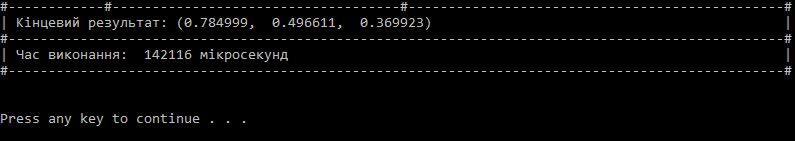 #------------#------------------------------------#----------------------------------------------#
| Кінцевий результат: (0.784999,  0.496611,  0.369923)                                           |
#------------------------------------------------------------------------------------------------#
| Час виконання:  142116 мікросекунд                                                             |
#------------------------------------------------------------------------------------------------#
Press any key to continue . . .